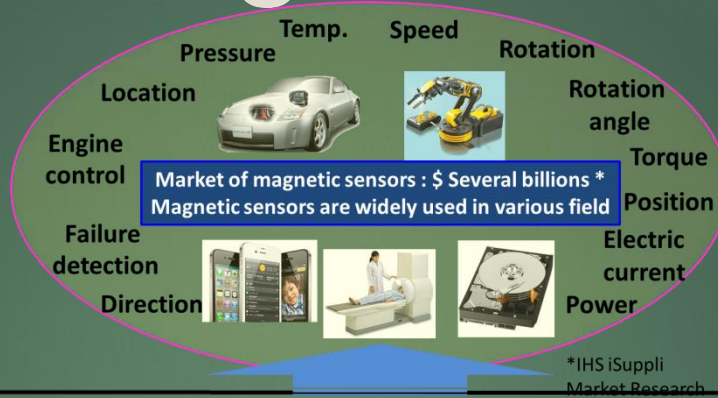 Temp.
Speed
Pressure
Rotation
Location
Rotation
angle
Engine
control
Torque
Market of magnetic sensors : $ Several billions *
Magnetic sensors are widely used in various field
Position
Failure
detection
Electric
current
Direction
Power
*IHS iSuppli
Market Research